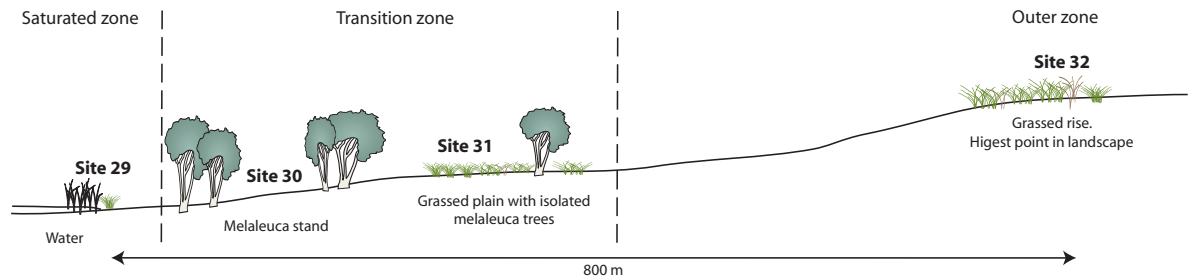 Saturated zone
Transition zone
Outer zone
Site 32
Site 31
Site 29
Site 30
Grassed rise.
Higest point in landscape
Grassed plain with isolated
melaleuca trees
Melaleuca stand
Water
800 m